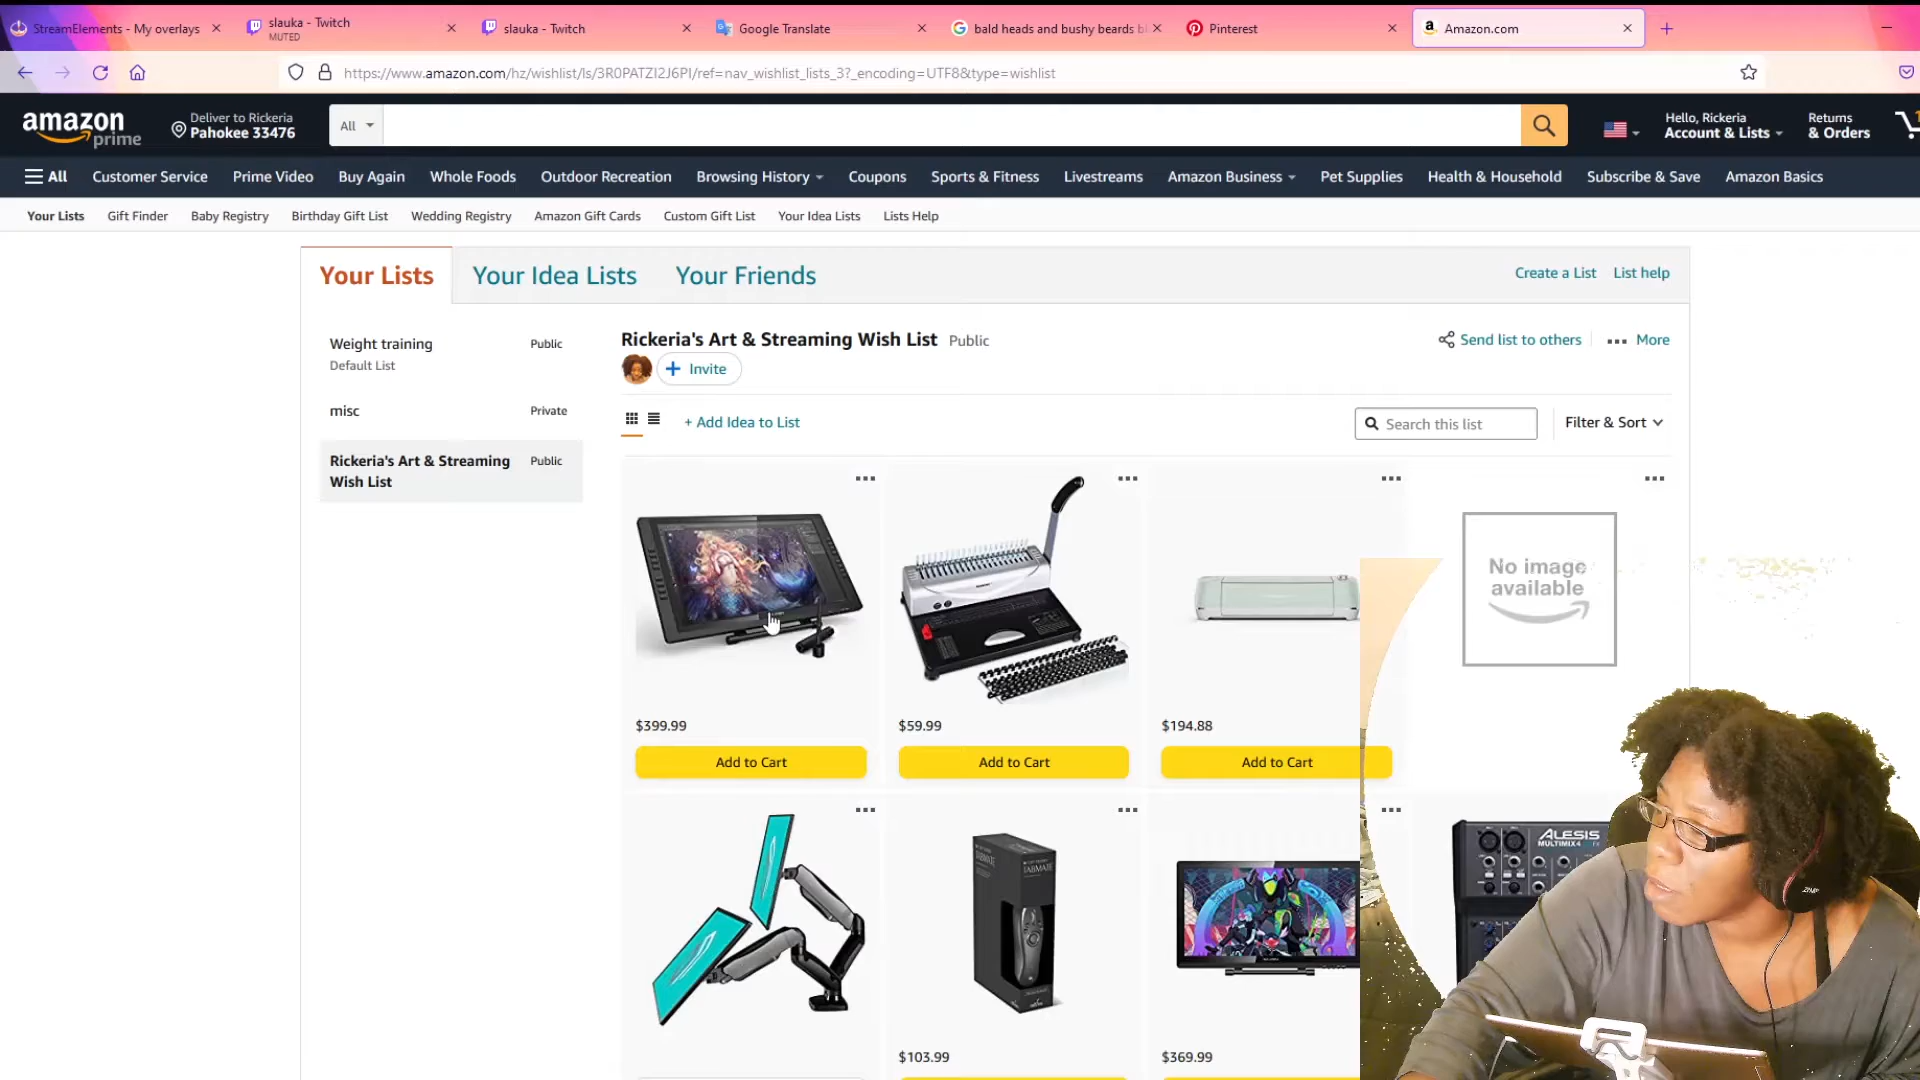 StreamElements - My overlays
slauka - Twitch
MUTED
slauka - Twitch
Google Translate
bald heads and bushy beards bl
Pinterest
Amazon.com
https://www.amazon.com/hz/wishlist/ls/3R0PATZI2J6PI/ref=nav_wishlist_lists_3?_encoding=UTF8&type=wishlist
amazon prime
Deliver to Rickeria
Pahokee 33476
All
Hello, Rickeria
Account & Lists
Returns
& Orders
All Customer Service Prime Video Buy Again Whole Foods Outdoor Recreation Browsing History Coupons Sports & Fitness Livestreams Amazon Business Pet Supplies Health & Household Subscribe & Save Amazon Basics
Your Lists Gift Finder Baby Registry Birthday Gift List Wedding Registry Amazon Gift Cards Custom Gift List Your Idea Lists Lists Help
Your Lists Your Idea Lists Your Friends
Create a List List help
Weight training Public
Default List
misc Private
Rickeria's Art & Streaming Public
Wish List
Rickeria's Art & Streaming Wish List Public
Send list to others More
+ Invite
+ Add Idea to List
Search this list
Filter & Sort
No image
available
$399.99 $59.99 $194.88
Add to Cart Add to Cart Add to Cart
ALESIS
MULTIMIX4
TABMATE
$103.99 $369.99